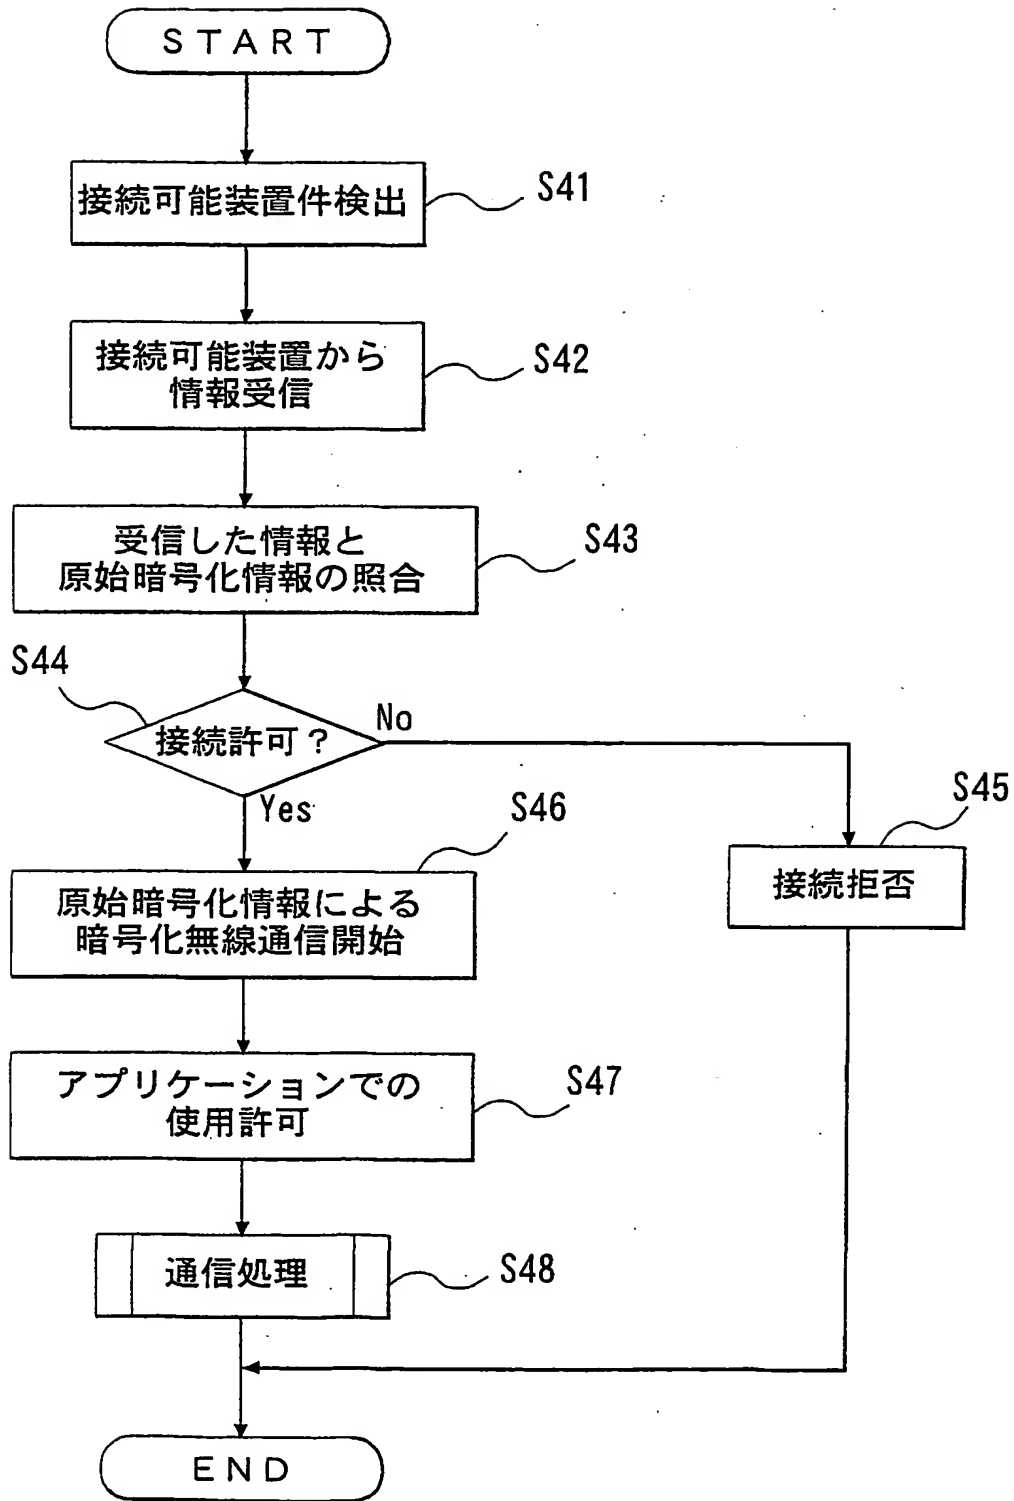 START
接続可能装置件検出
S41
接続可能装置から
情報受信
S42
受信した情報と
原始暗号化情報の照合
S43
S44
接続許可？
No
Yes
S45
接続拒否
S46
原始暗号化情報による
暗号化無線通信開始
アプリケーションでの
使用許可
S47
通信処理
S48
END